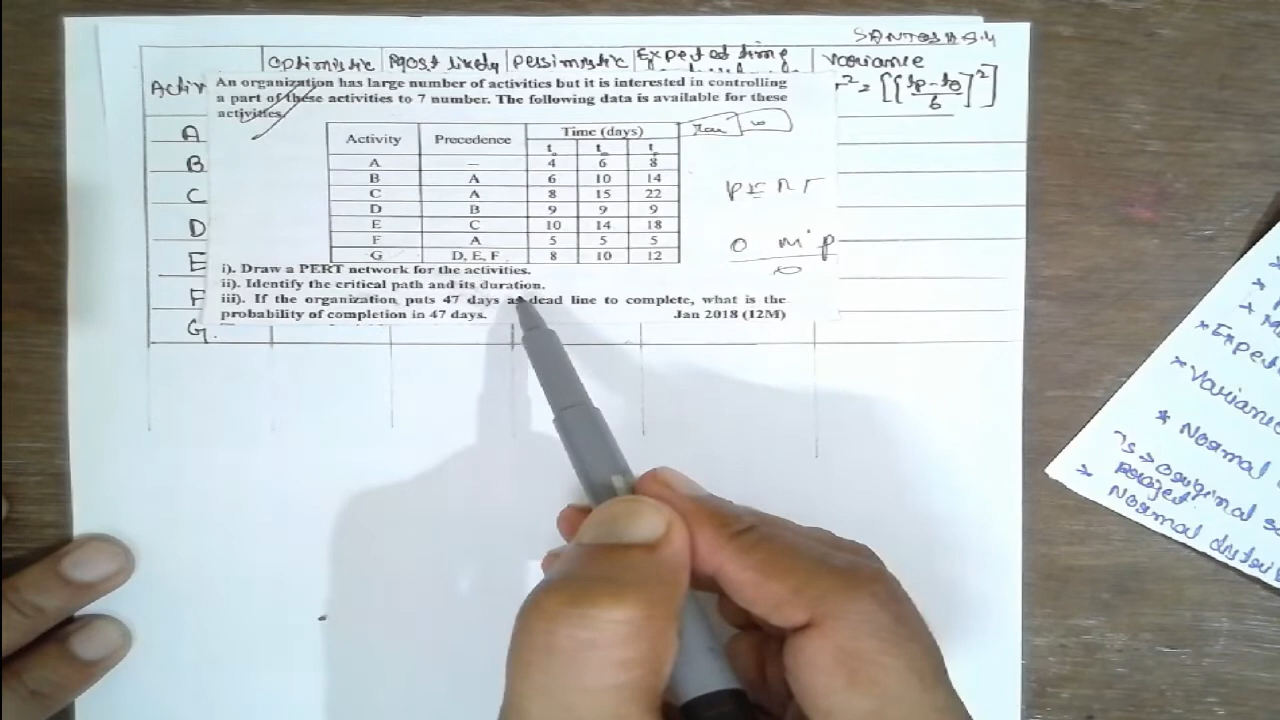 SANTOSH G.M
Optimistic Most likely Pessimistic Expected time Variance
An organization has large number of activities but it is interested in controlling
a part of these activities to 7 number. The following data is available for these
activities.
Activity Precedence Time (days)
t t t
A – 4 6 8
B A 6 10 14
C A 8 15 22
D B 9 9 9
E C 10 14 18
F A 5 5 5
G D, E, F 8 10 12
i). Draw a PERT network for the activities.
ii). Identify the critical path and its duration.
iii). If the organization puts 47 days as dead line to complete, what is the
probability of completion in 47 days. Jan 2018 (12M)
A
B
C
D
E
F
G.
PERT
o m p
* Expect
* Variance
* Normal
Ts → Original
Project
* Normal